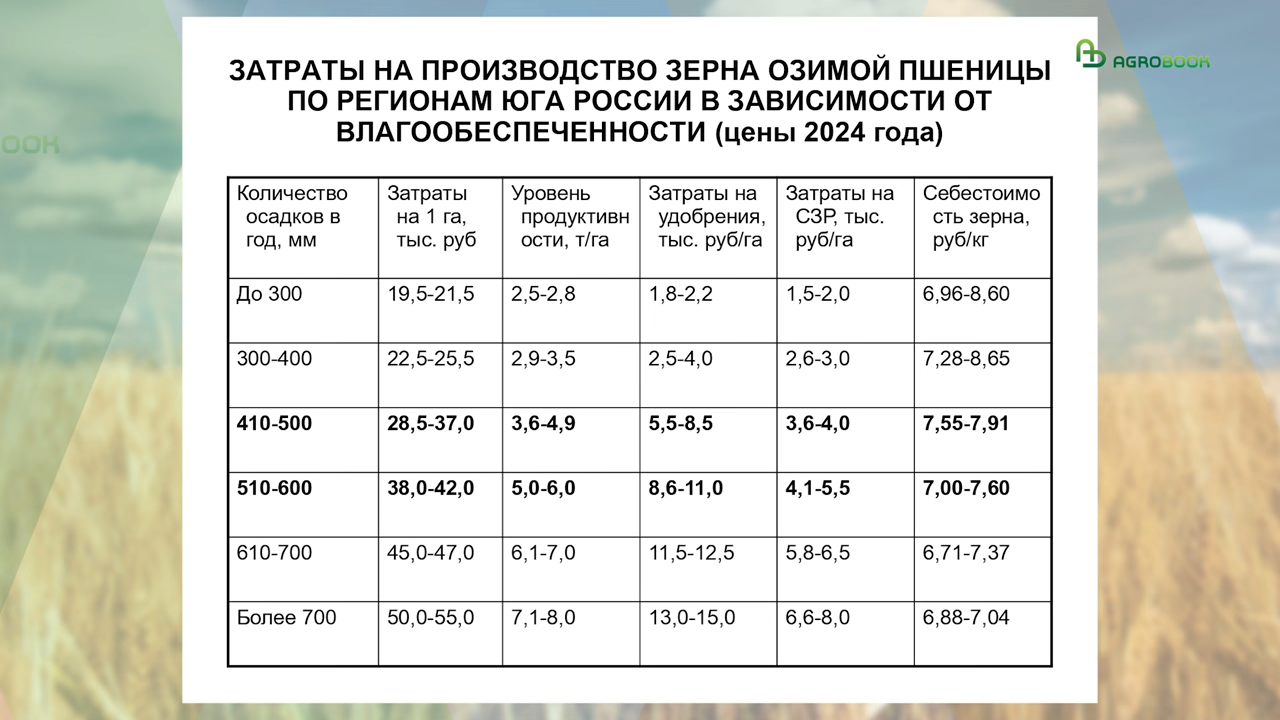 ЗАТРАТЫ НА ПРОИЗВОДСТВО ЗЕРНА ОЗИМОЙ ПШЕНИЦЫ
ПО РЕГИОНАМ ЮГА РОССИИ В ЗАВИСИМОСТИ ОТ
ВЛАГООБЕСПЕЧЕННОСТИ (цены 2024 года)
AGROBOOK
OOK
Количество осадков в год, мм | Затраты на 1 га, тыс. руб | Уровень продуктивн ости, т/га | Затраты на удобрения, тыс. руб/га | Затраты на СЗР, тыс. руб/га | Себестоимо сть зерна, руб/кг
До 300 | 19,5-21,5 | 2,5-2,8 | 1,8-2,2 | 1,5-2,0 | 6,96-8,60
300-400 | 22,5-25,5 | 2,9-3,5 | 2,5-4,0 | 2,6-3,0 | 7,28-8,65
410-500 | 28,5-37,0 | 3,6-4,9 | 5,5-8,5 | 3,6-4,0 | 7,55-7,91
510-600 | 38,0-42,0 | 5,0-6,0 | 8,6-11,0 | 4,1-5,5 | 7,00-7,60
610-700 | 45,0-47,0 | 6,1-7,0 | 11,5-12,5 | 5,8-6,5 | 6,71-7,37
Более 700 | 50,0-55,0 | 7,1-8,0 | 13,0-15,0 | 6,6-8,0 | 6,88-7,04